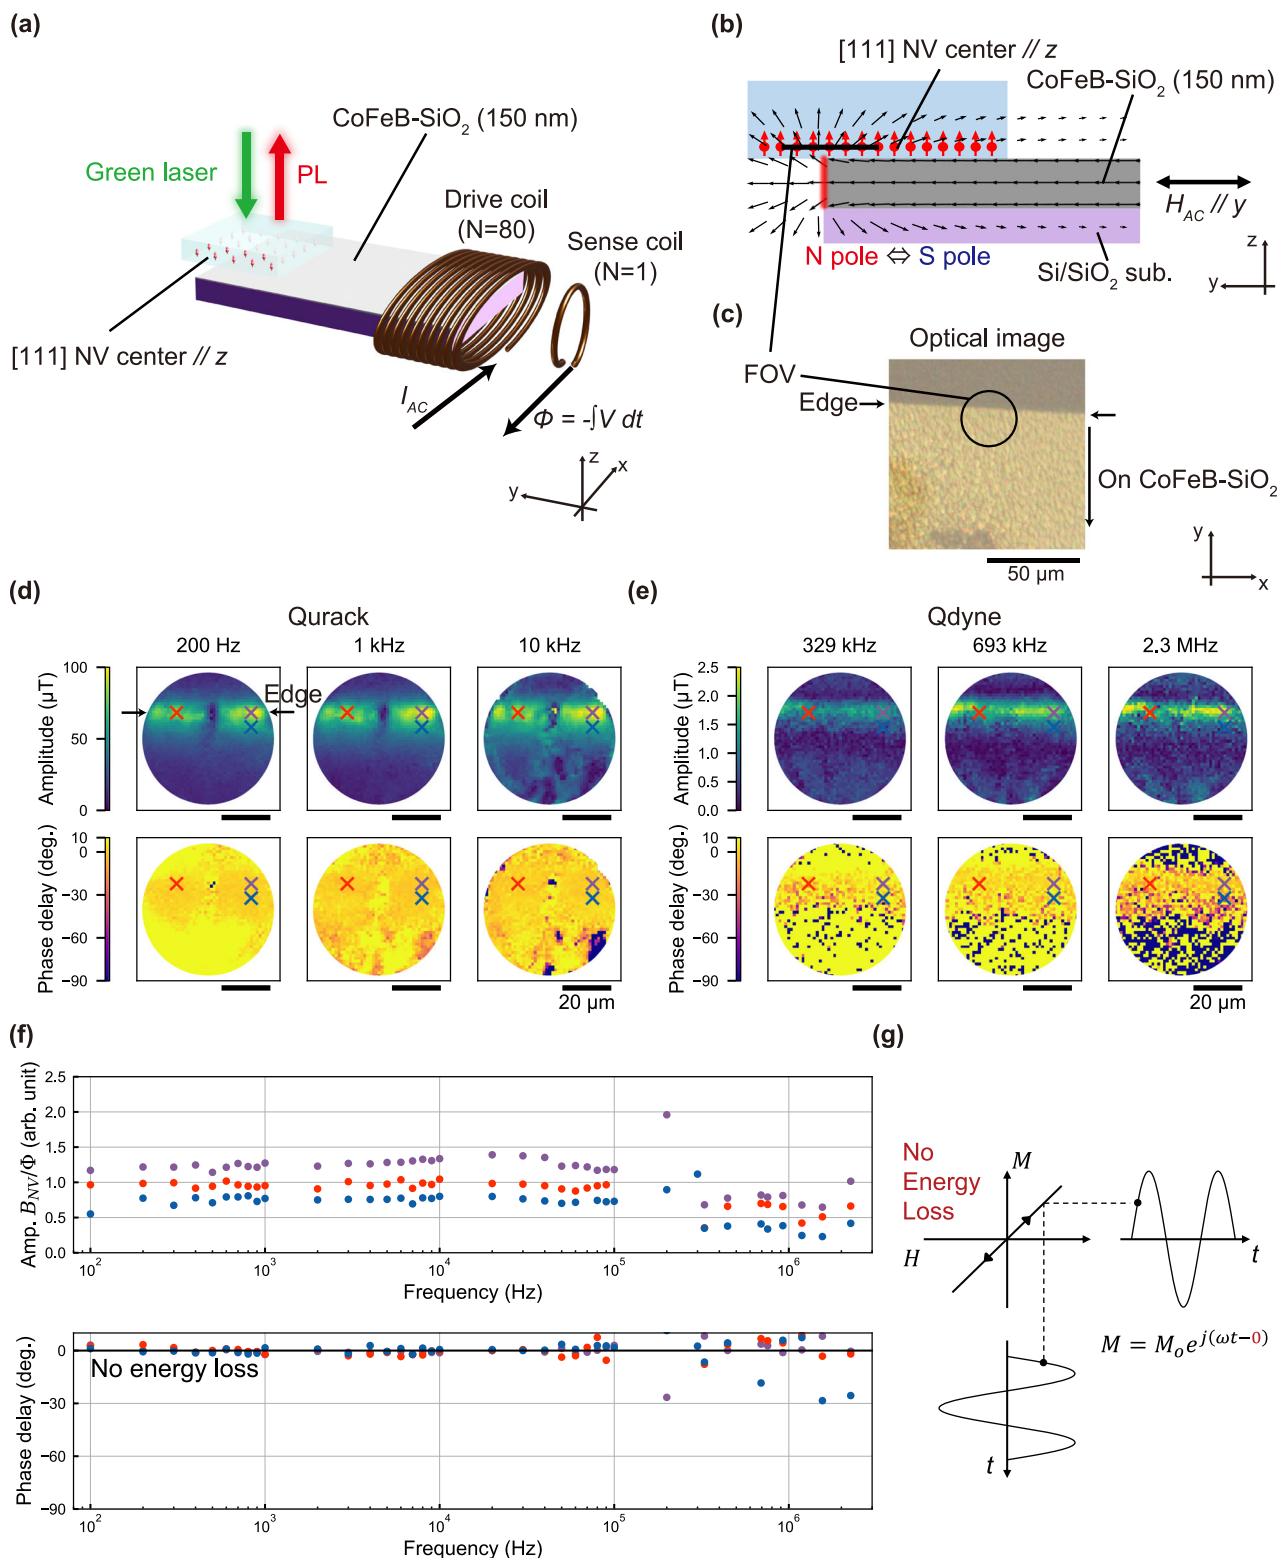 (a)
CoFeB-SiO2 (150 nm)
Green laser
PL
Drive coil
(N=80)
Sense coil
(N=1)
[111] NV center // z
I_AC
Φ = -∫V dt
z
x
y
(b)
[111] NV center // z
CoFeB-SiO2 (150 nm)
H_AC // y
N pole ⇔ S pole
Si/SiO2 sub.
z
y
(c)
Optical image
FOV
Edge
On CoFeB-SiO2
50 µm
y
x
(d)
Qurack
200 Hz
1 kHz
10 kHz
Amplitude (µT)
100
50
0
Edge
Phase delay (deg.)
10
0
−30
−60
−90
20 µm
(e)
Qdyne
329 kHz
693 kHz
2.3 MHz
Amplitude (µT)
2.5
2.0
1.5
1.0
0.5
0.0
Phase delay (deg.)
10
0
−30
−60
−90
20 µm
(f)
Amp. B_NV/Φ (arb. unit)
2.5
2.0
1.5
1.0
0.5
0.0
10^2
10^3
10^4
10^5
10^6
Frequency (Hz)
Phase delay (deg.)
0
−30
−60
−90
No energy loss
10^2
10^3
10^4
10^5
10^6
Frequency (Hz)
(g)
No
Energy
Loss
M
H
t
M = M_o e^{j(ωt−0)}
t